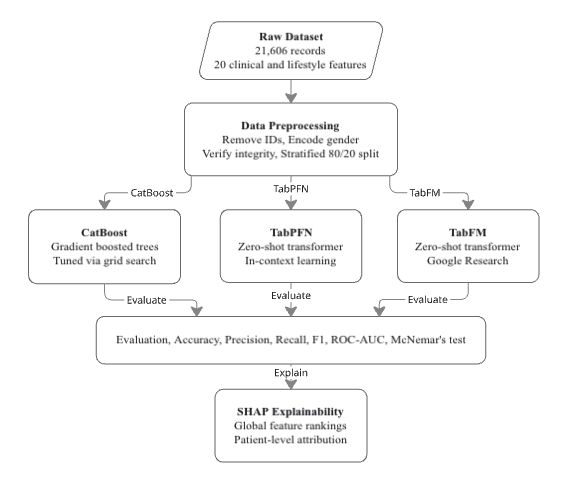 Raw Dataset
21,606 records
20 clinical and lifestyle features
Data Preprocessing
Remove IDs, Encode gender
Verify integrity, Stratified 80/20 split
CatBoost
TabPFN
TabFM
CatBoost
Gradient boosted trees
Tuned via grid search
TabPFN
Zero-shot transformer
In-context learning
TabFM
Zero-shot transformer
Google Research
Evaluate
Evaluate
Evaluate
Evaluation, Accuracy, Precision, Recall, F1, ROC-AUC, McNemar's test
Explain
SHAP Explainability
Global feature rankings
Patient-level attribution